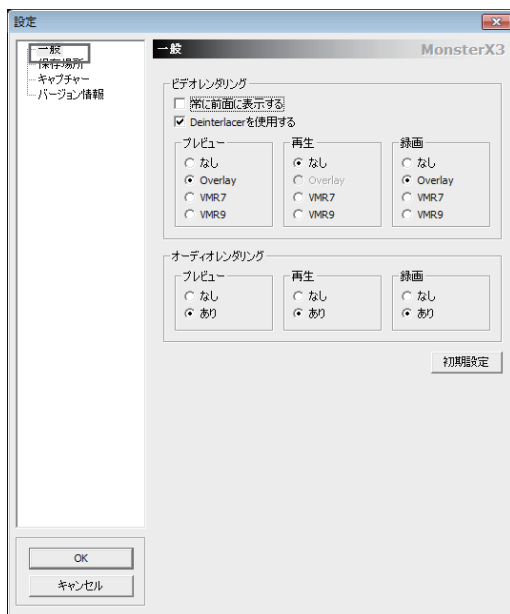 設定
一般
保存場所
キャプチャー
バージョン情報
一般
MonsterX3
ビデオレンダリング
常に前面に表示する
Deinterlacerを使用する
プレビュー
なし
Overlay
VMR7
VMR9
再生
なし
Overlay
VMR7
VMR9
録画
なし
Overlay
VMR7
VMR9
オーディオレンダリング
プレビュー
なし
あり
再生
なし
あり
録画
なし
あり
初期設定
OK
キャンセル